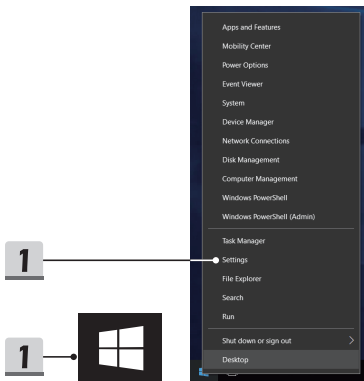 Apps and Features
Mobility Center
Power Options
Event Viewer
System
Device Manager
Network Connections
Disk Management
Computer Management
Windows PowerShell
Windows PowerShell (Admin)
Task Manager
1
Settings
File Explorer
Search
Run
Shut down or sign out
1
Desktop